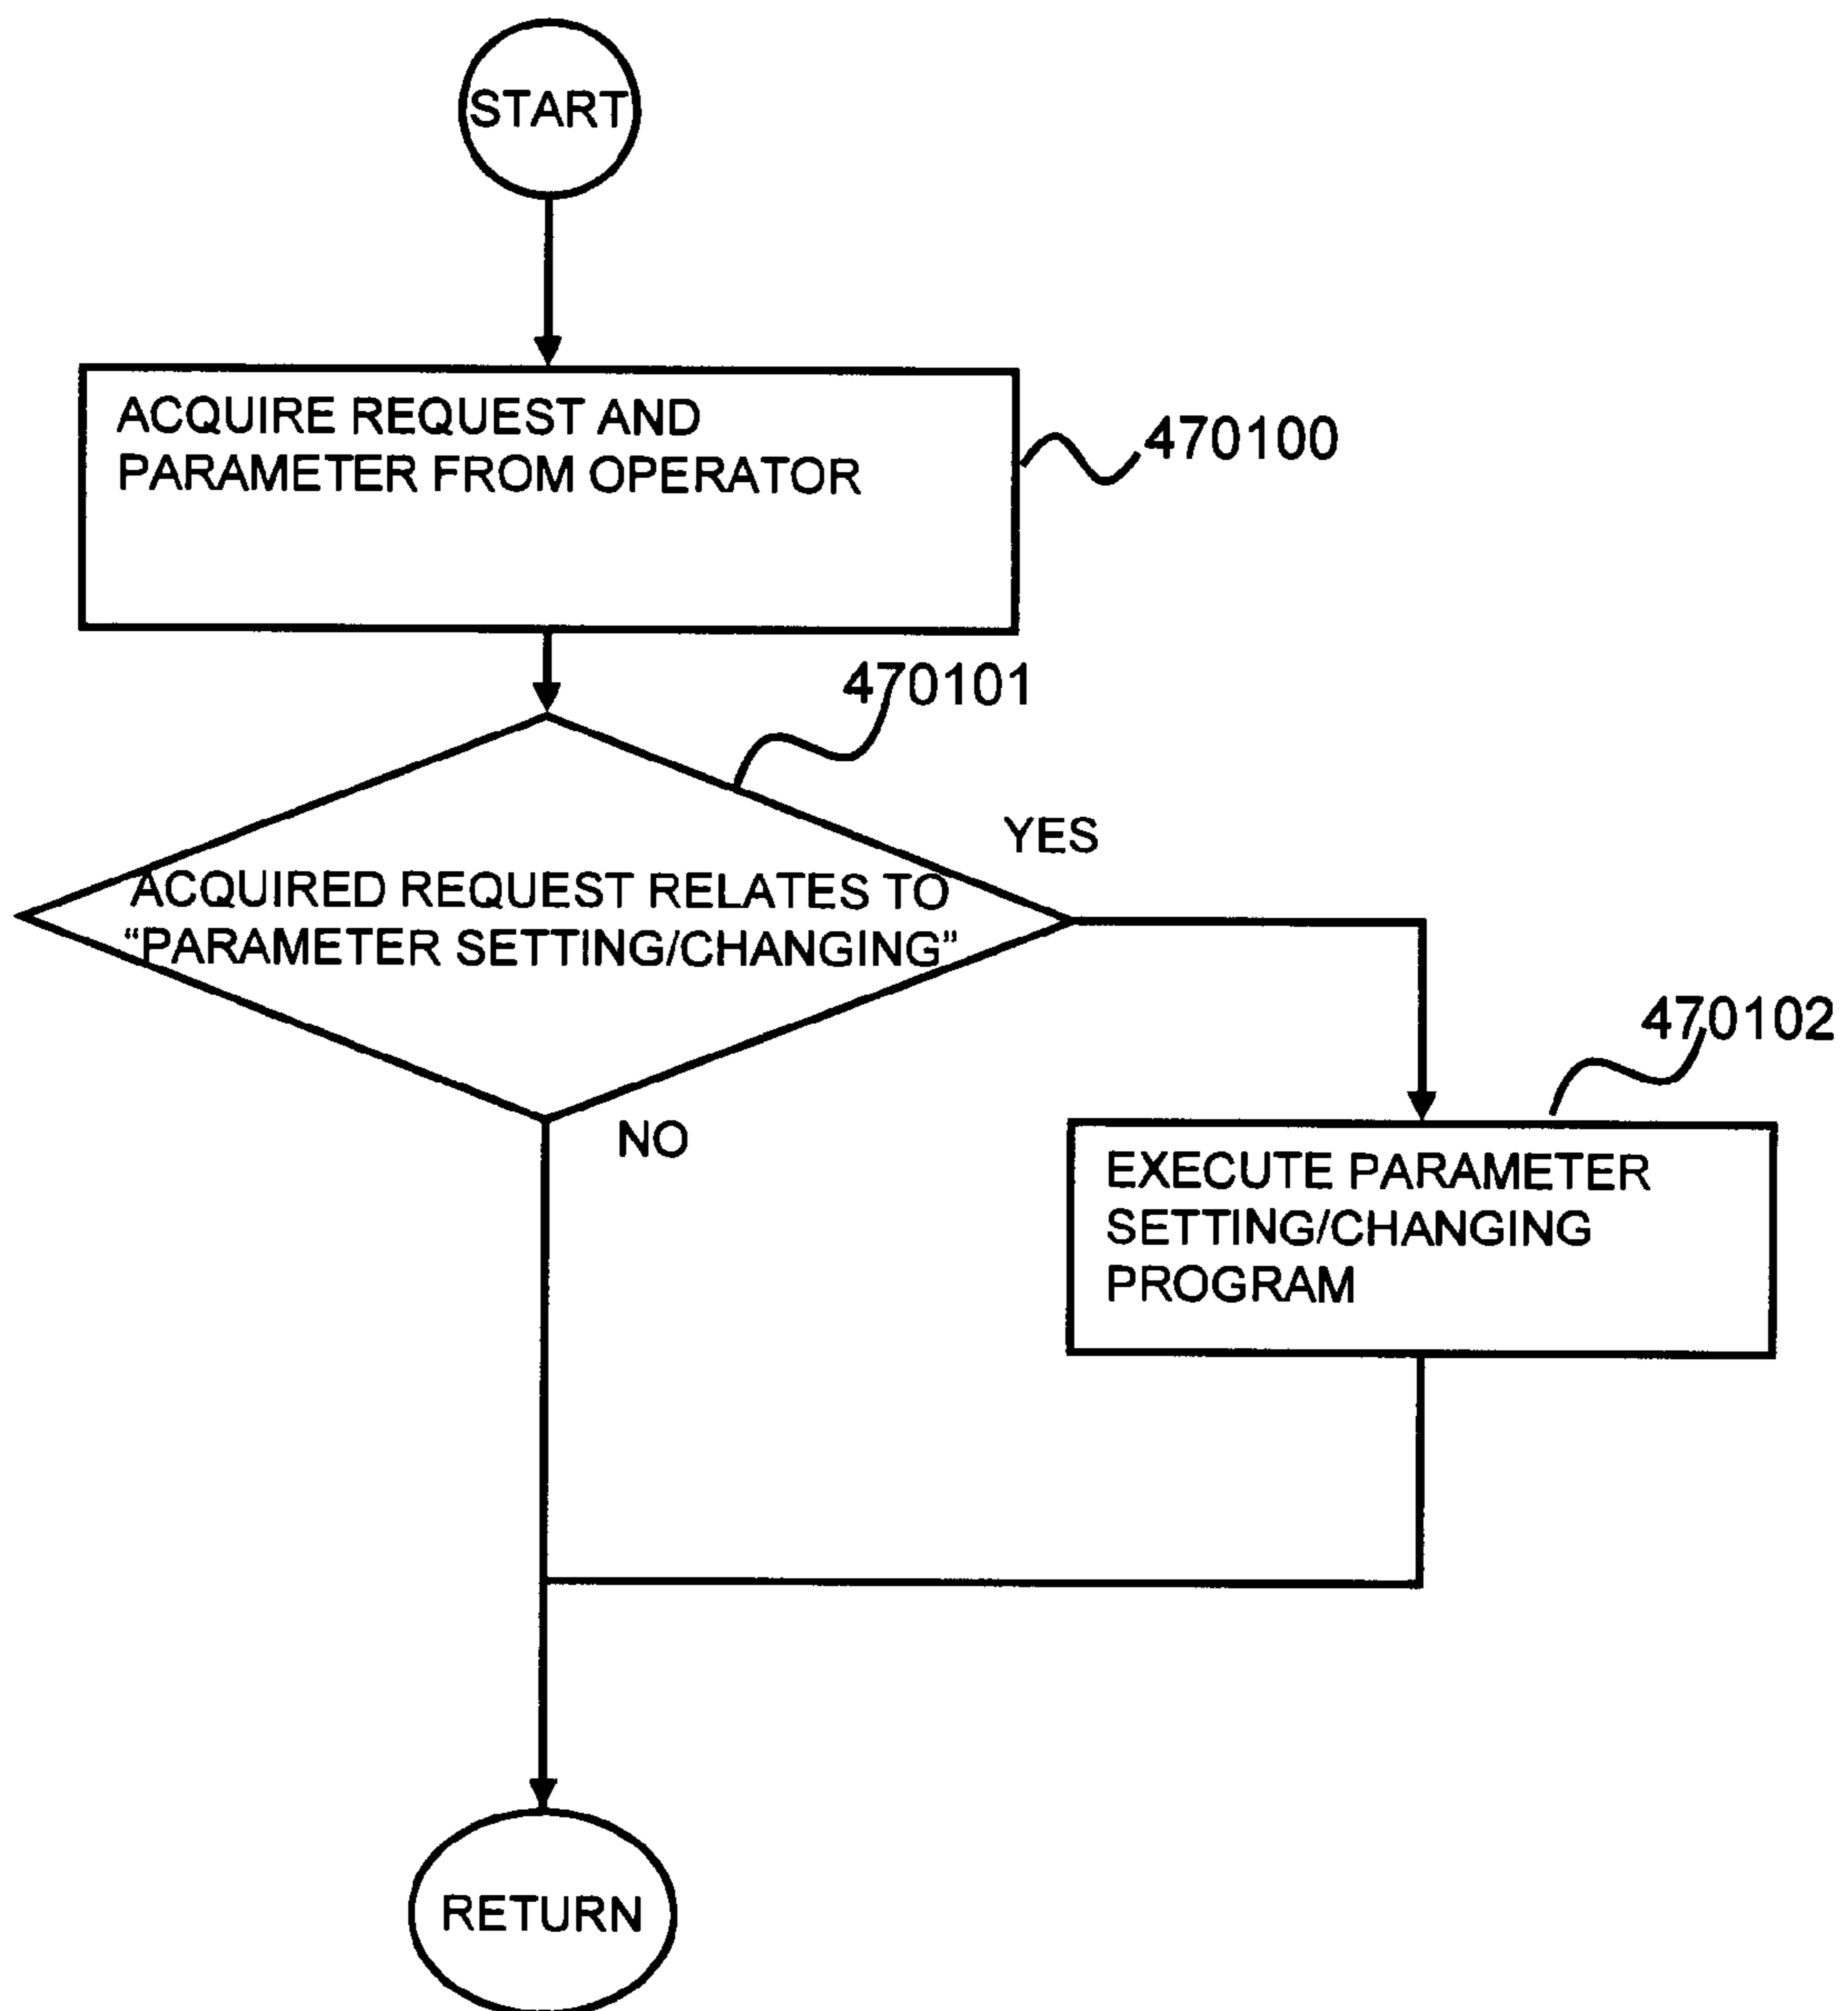 START
ACQUIRE REQUEST AND
PARAMETER FROM OPERATOR
470100
470101
YES
ACQUIRED REQUEST RELATES TO
“PARAMETER SETTING/CHANGING”
470102
NO
EXECUTE PARAMETER
SETTING/CHANGING
PROGRAM
RETURN